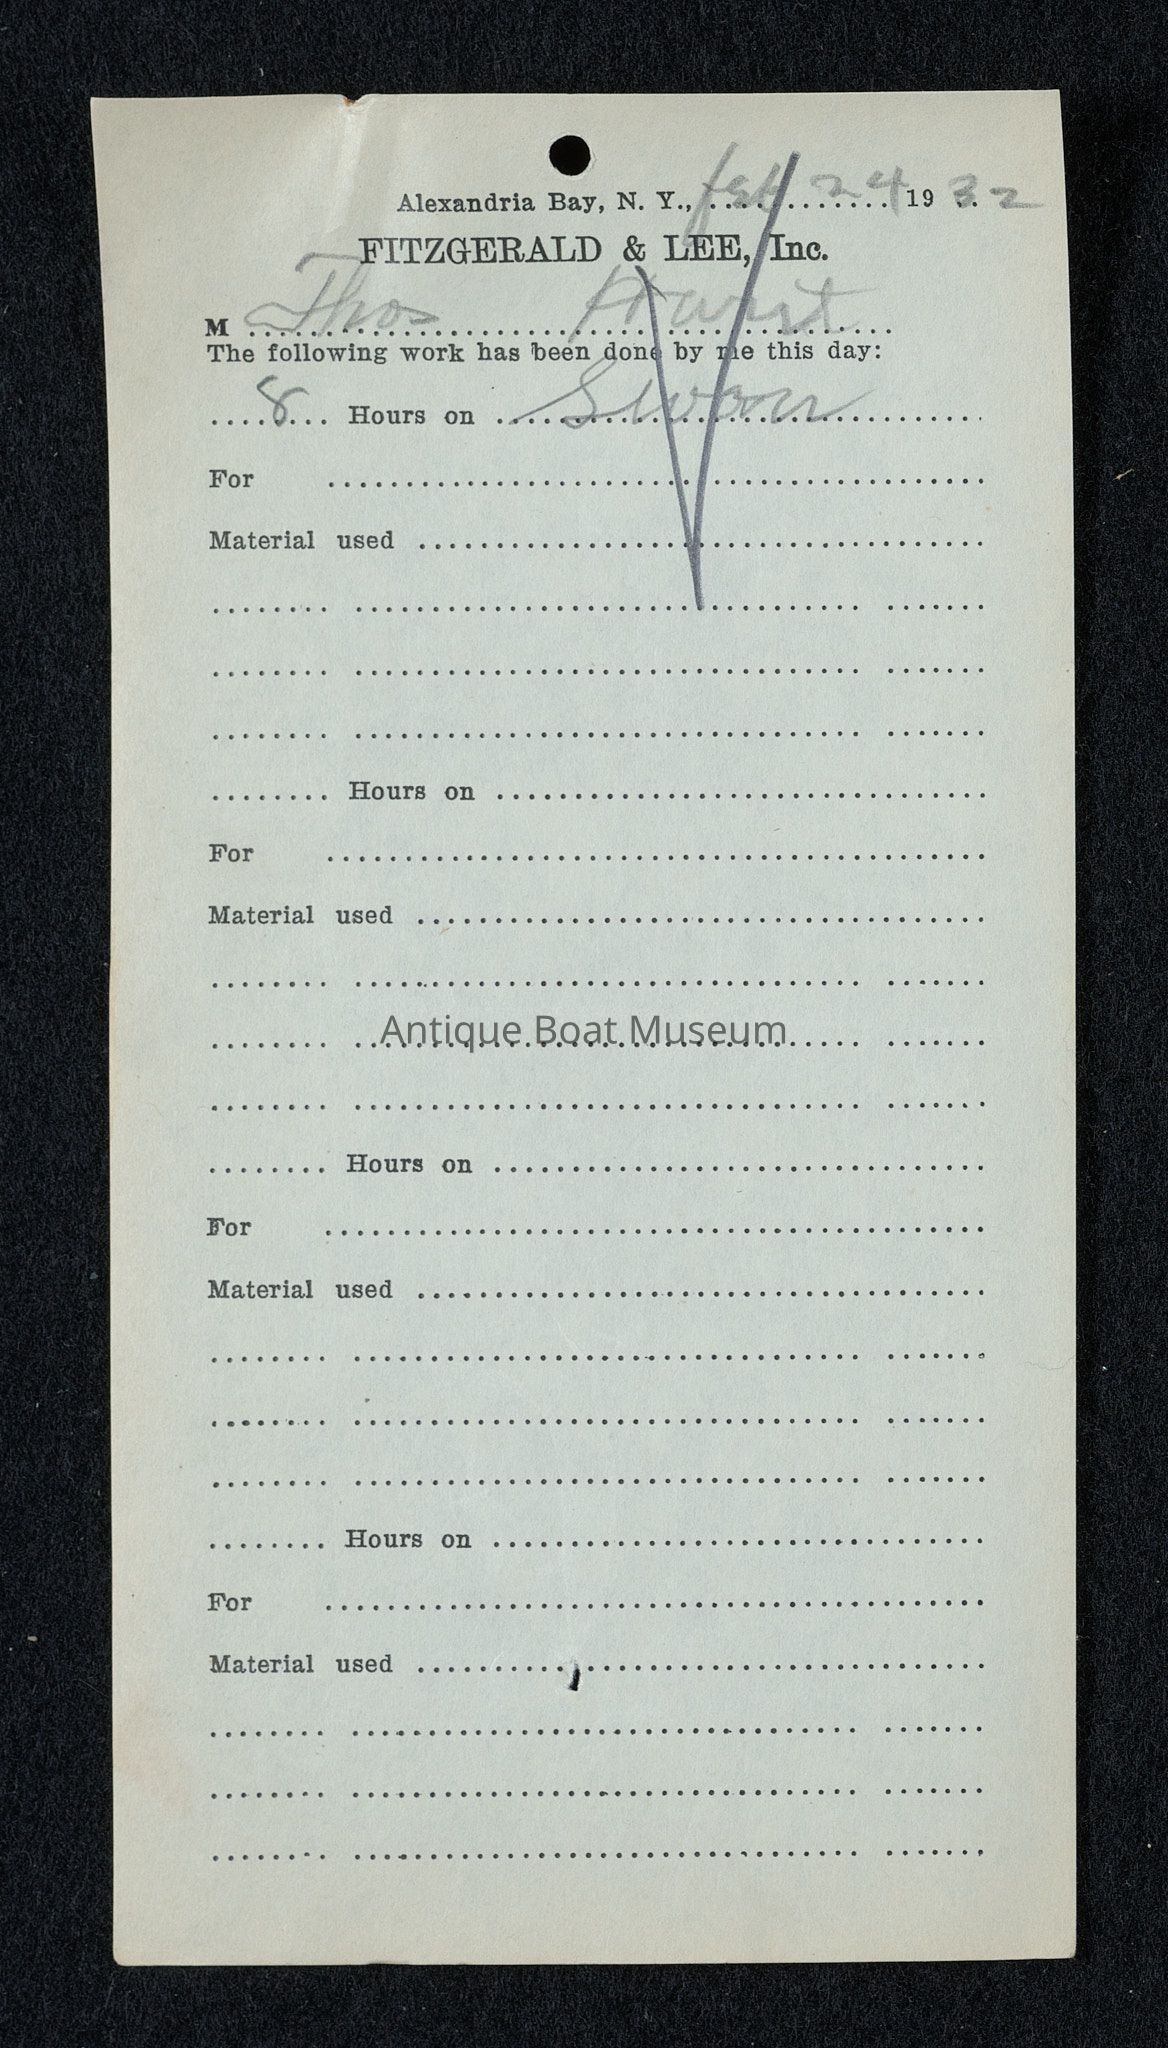 Alexandria Bay, N. Y., Feb 24 1932
FITZGERALD & LEE, Inc.
M Thos Hurst
The following work has been done by me this day:
8 Hours on Swan
For
Material used
Hours on
For
Material used
Antique Boat Museum
Hours on
For
Material used
Hours on
For
Material used